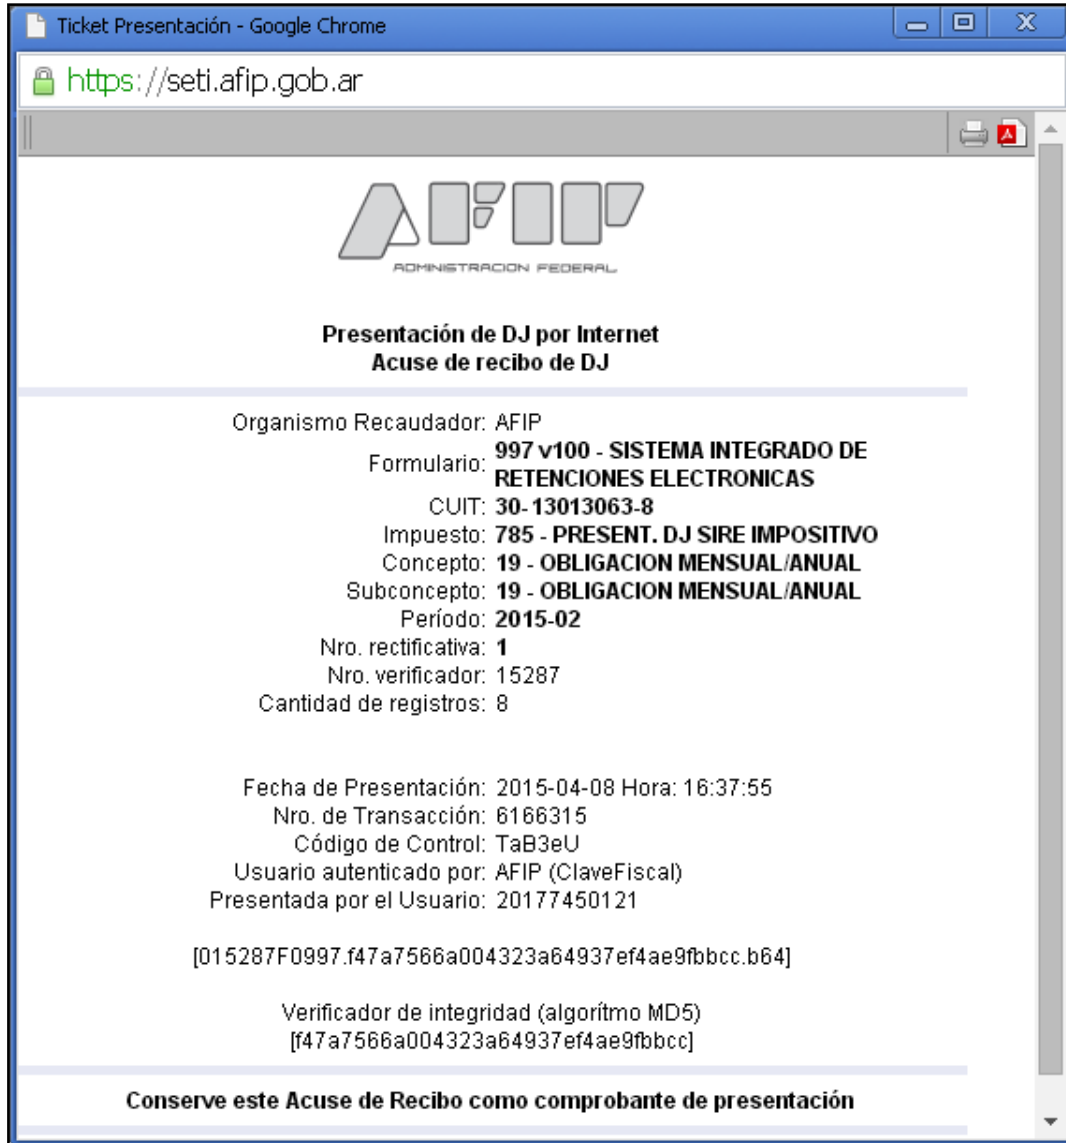 Ticket Presentación - Google Chrome
https://seti.afip.gob.ar
AFIP
ADMINISTRACION FEDERAL
Presentación de DJ por Internet
Acuse de recibo de DJ
Organismo Recaudador: AFIP
Formulario: 997 v100 - SISTEMA INTEGRADO DE
RETENCIONES ELECTRONICAS
CUIT: 30-13013063-8
Impuesto: 785 - PRESENT. DJ SIRE IMPOSITIVO
Concepto: 19 - OBLIGACION MENSUAL/ANUAL
Subconcepto: 19 - OBLIGACION MENSUAL/ANUAL
Período: 2015-02
Nro. rectificativa: 1
Nro. verificador: 15287
Cantidad de registros: 8
Fecha de Presentación: 2015-04-08 Hora: 16:37:55
Nro. de Transacción: 6166315
Código de Control: TaB3eU
Usuario autenticado por: AFIP (ClaveFiscal)
Presentada por el Usuario: 20177450121
[015287F0997.f47a7566a004323a64937ef4ae9fbbcc.b64]
Verificador de integridad (algorítmo MD5)
[f47a7566a004323a64937ef4ae9fbbcc]
Conserve este Acuse de Recibo como comprobante de presentación